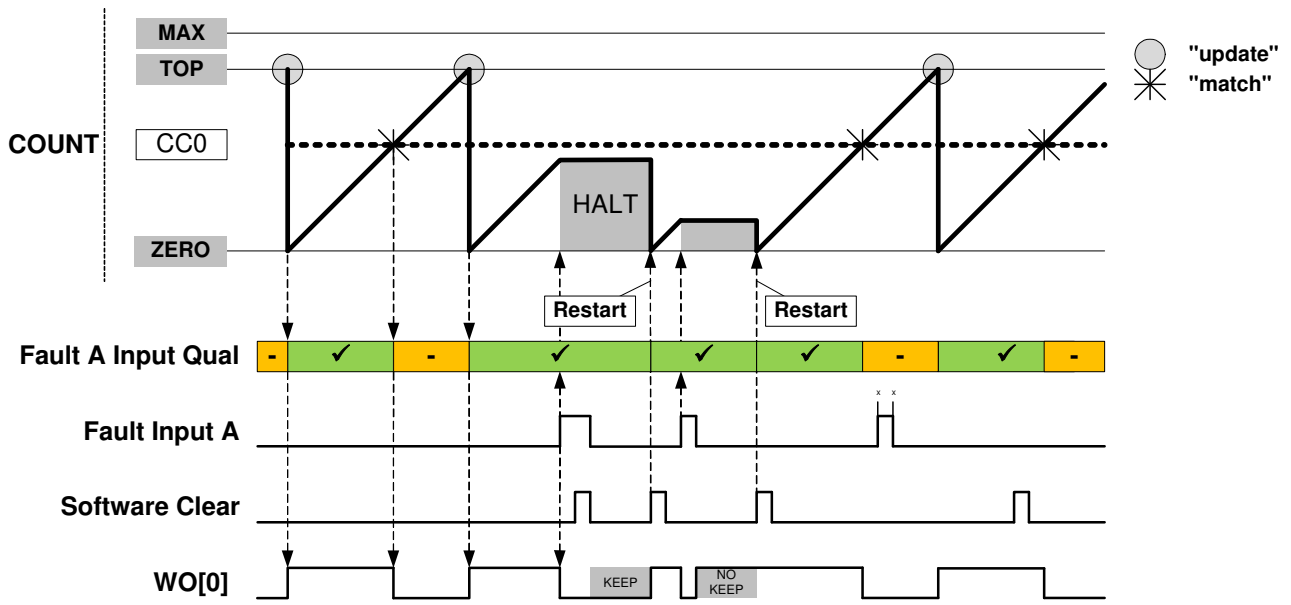 MAX
"update"
TOP
"match"
COUNT
CC0
HALT
ZERO
Restart
Restart
Fault A Input Qual
- ✓ - ✓ ✓ ✓ - ✓ -
x x
Fault Input A
Software Clear
WO[0]
KEEP
NO
KEEP